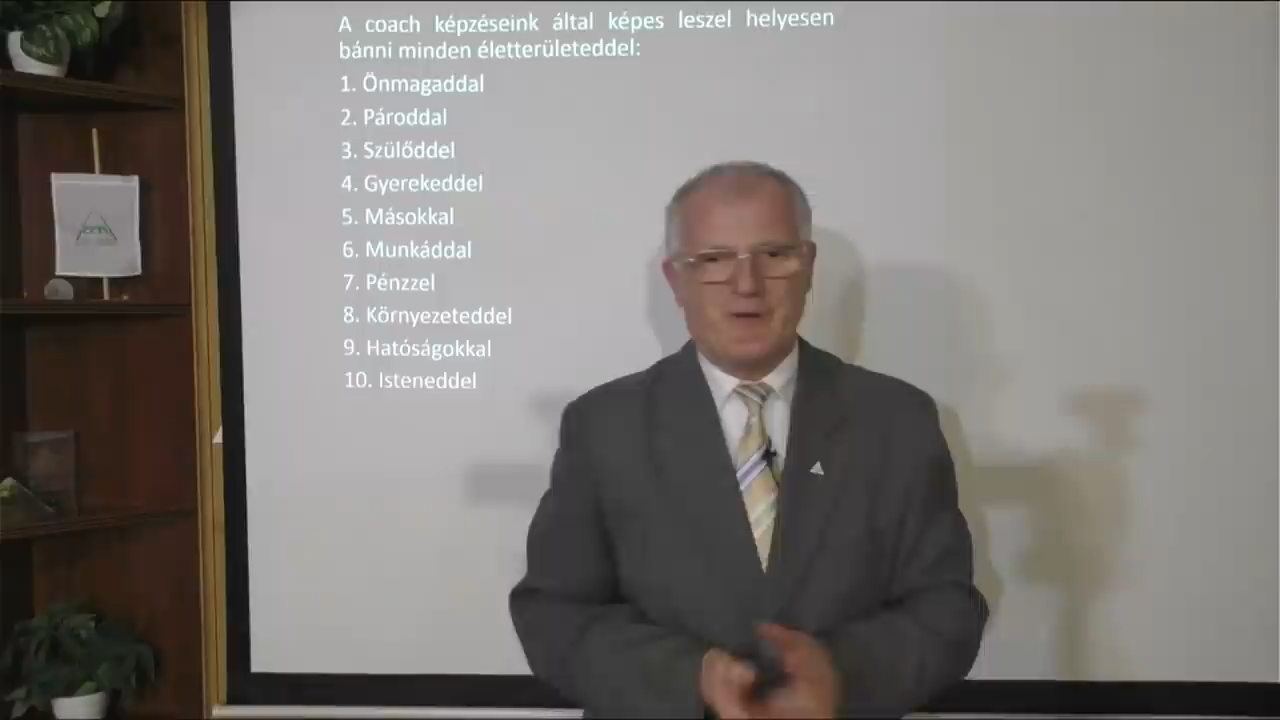 A coach képzéseink által képes leszel helyesen
bánni minden életterületeddel:
1. Önmagaddal
2. Pároddal
3. Szülőddel
4. Gyerekeddel
5. Másokkal
6. Munkáddal
7. Pénzzel
8. Környezeteddel
9. Hatóságokkal
10. Isteneddel